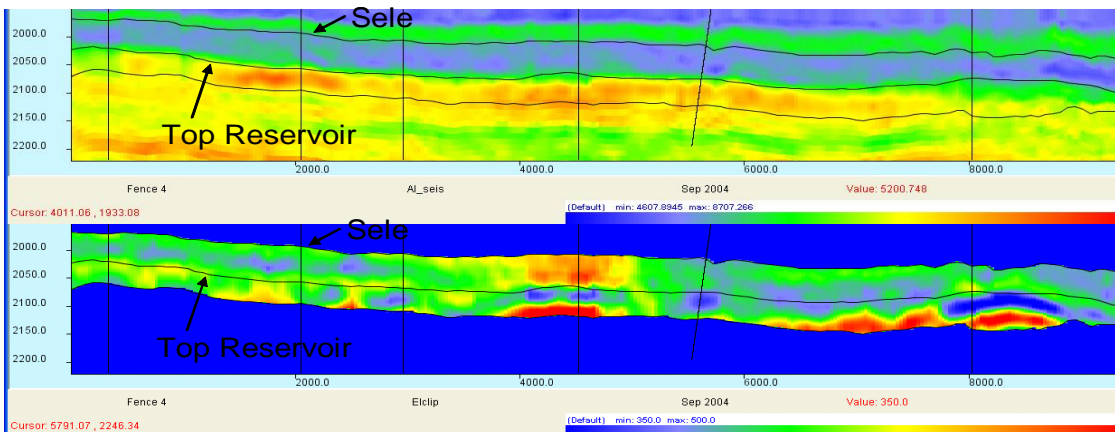 Sele
2000.0
2050.0
2100.0
Top Reservoir
2150.0
2200.0
2000.0 4000.0 6000.0 8000.0
Fence 4 AI_seis Sep 2004 Value: 5200.748
Cursor: 4011.06 , 1933.08 (Default) min: 4607.8945 max: 8707.266
Sele
2000.0
2050.0
2100.0
2150.0
Top Reservoir
2200.0
2000.0 4000.0 6000.0 8000.0
Fence 4 EIclip Sep 2004 Value: 350.0
Cursor: 5791.07 , 2246.34 (Default) min: 350.0 max: 500.0